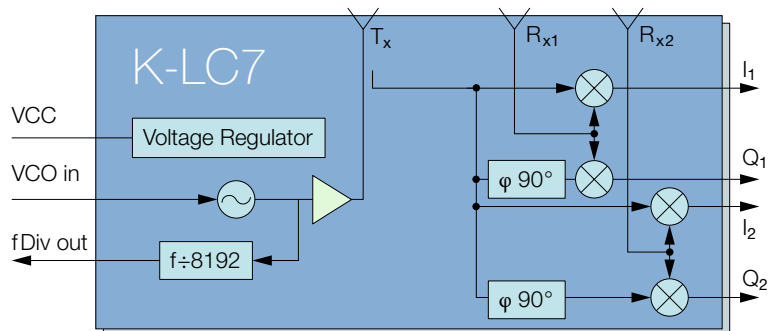 K-LC7
Tx
Rx1
Rx2
I1
VCC
Voltage Regulator
VCO in
φ 90°
Q1
I2
fDiv out
f÷8192
φ 90°
Q2